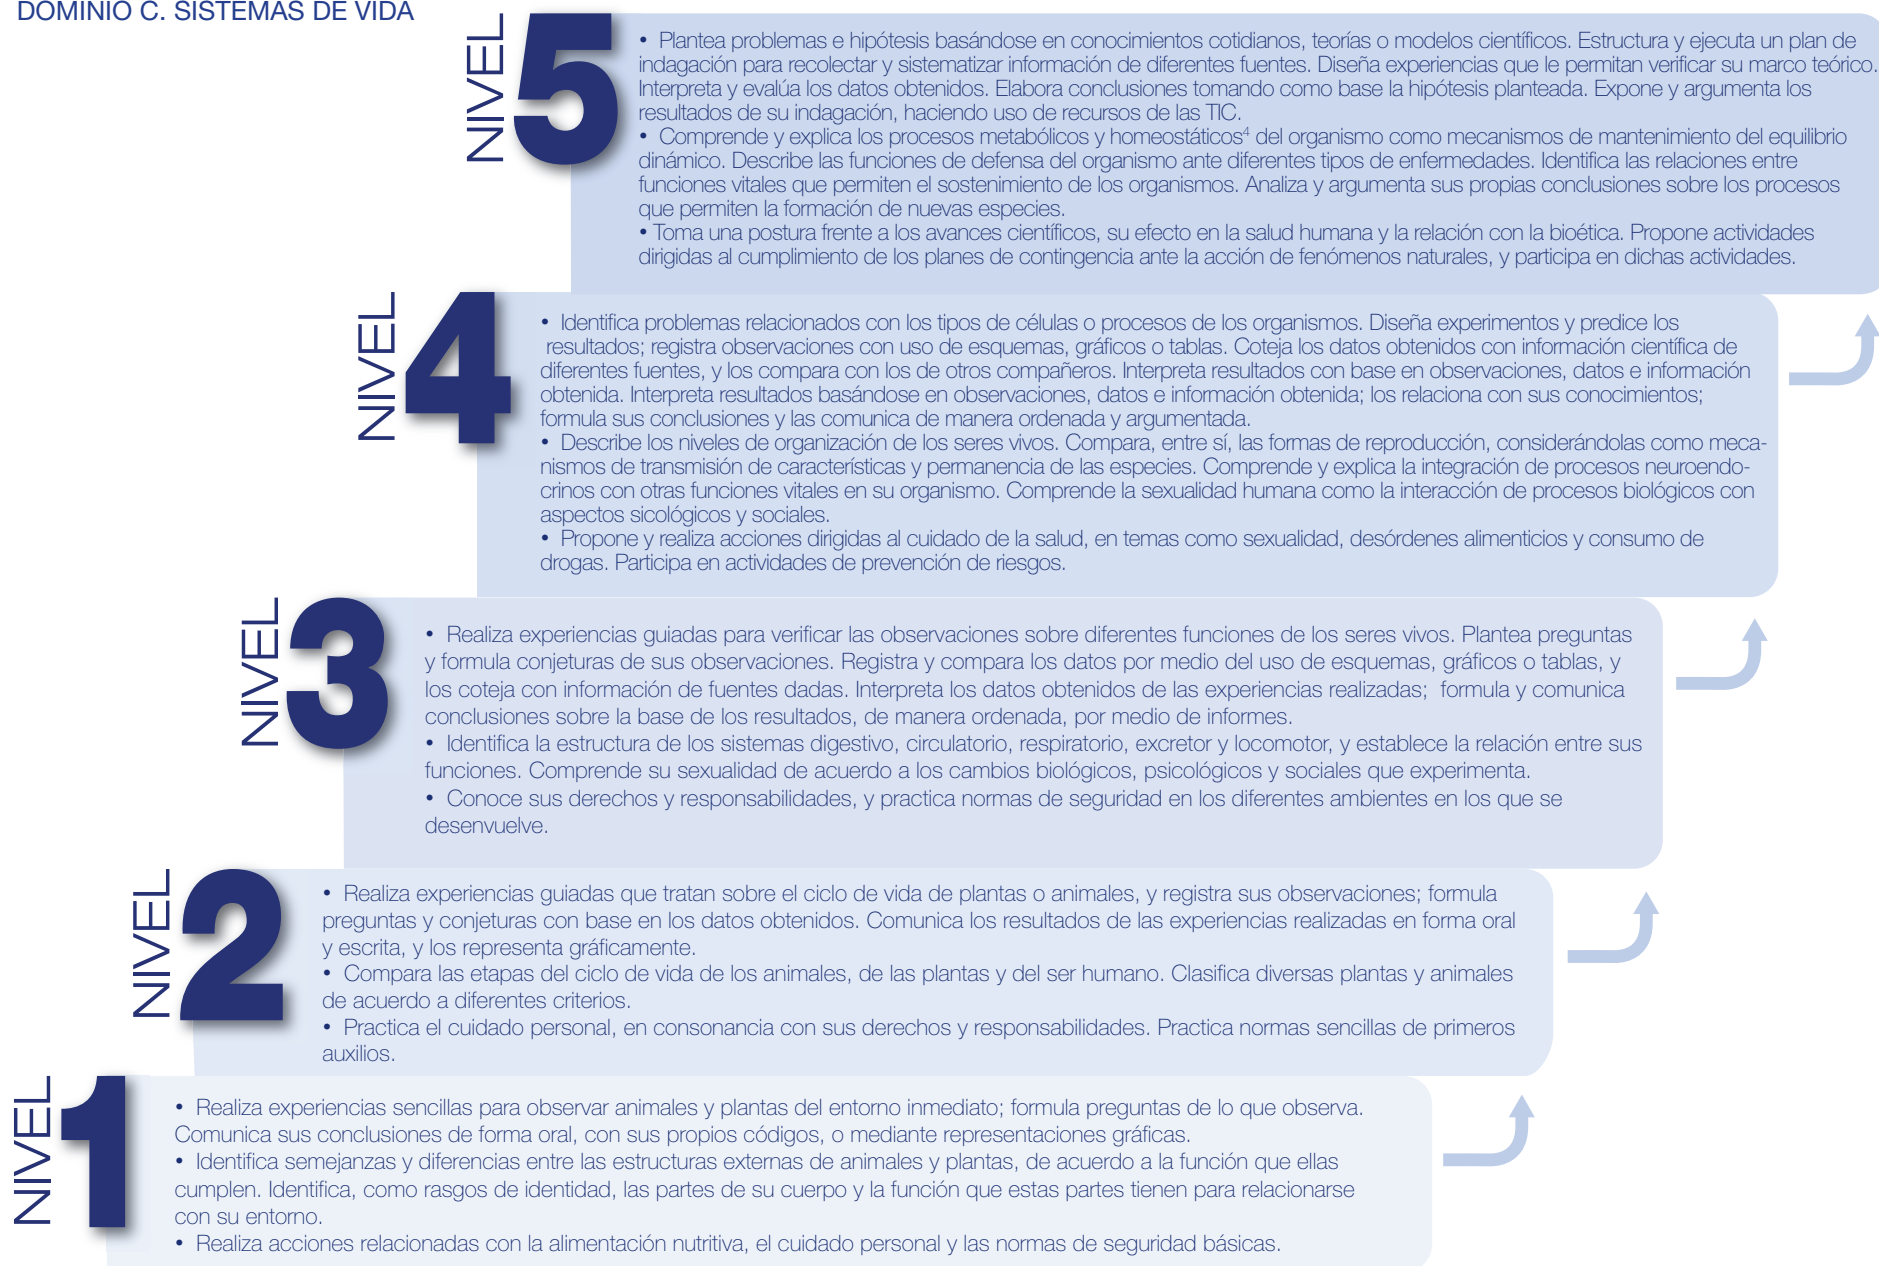 DOMINIO C. SISTEMAS DE VIDA
NIVEL 5
• Plantea problemas e hipótesis basándose en conocimientos cotidianos, teorías o modelos científicos. Estructura y ejecuta un plan de
indagación para recolectar y sistematizar información de diferentes fuentes. Diseña experiencias que le permitan verificar su marco teórico.
Interpreta y evalúa los datos obtenidos. Elabora conclusiones tomando como base la hipótesis planteada. Expone y argumenta los
resultados de su indagación, haciendo uso de recursos de las TIC.
• Comprende y explica los procesos metabólicos y homeostáticos⁴ del organismo como mecanismos de mantenimiento del equilibrio
dinámico. Describe las funciones de defensa del organismo ante diferentes tipos de enfermedades. Identifica las relaciones entre
funciones vitales que permiten el sostenimiento de los organismos. Analiza y argumenta sus propias conclusiones sobre los procesos
que permiten la formación de nuevas especies.
• Toma una postura frente a los avances científicos, su efecto en la salud humana y la relación con la bioética. Propone actividades
dirigidas al cumplimiento de los planes de contingencia ante la acción de fenómenos naturales, y participa en dichas actividades.
NIVEL 4
• Identifica problemas relacionados con los tipos de células o procesos de los organismos. Diseña experimentos y predice los
resultados; registra observaciones con uso de esquemas, gráficos o tablas. Coteja los datos obtenidos con información científica de
diferentes fuentes, y los compara con los de otros compañeros. Interpreta resultados con base en observaciones, datos e información
obtenida. Interpreta resultados basándose en observaciones, datos e información obtenida; los relaciona con sus conocimientos;
formula sus conclusiones y las comunica de manera ordenada y argumentada.
• Describe los niveles de organización de los seres vivos. Compara, entre sí, las formas de reproducción, considerándolas como meca-
nismos de transmisión de características y permanencia de las especies. Comprende y explica la integración de procesos neuroendo-
crinos con otras funciones vitales en su organismo. Comprende la sexualidad humana como la interacción de procesos biológicos con
aspectos sicológicos y sociales.
• Propone y realiza acciones dirigidas al cuidado de la salud, en temas como sexualidad, desórdenes alimenticios y consumo de
drogas. Participa en actividades de prevención de riesgos.
NIVEL 3
• Realiza experiencias guiadas para verificar las observaciones sobre diferentes funciones de los seres vivos. Plantea preguntas
y formula conjeturas de sus observaciones. Registra y compara los datos por medio del uso de esquemas, gráficos o tablas, y
los coteja con información de fuentes dadas. Interpreta los datos obtenidos de las experiencias realizadas; formula y comunica
conclusiones sobre la base de los resultados, de manera ordenada, por medio de informes.
• Identifica la estructura de los sistemas digestivo, circulatorio, respiratorio, excretor y locomotor, y establece la relación entre sus
funciones. Comprende su sexualidad de acuerdo a los cambios biológicos, psicológicos y sociales que experimenta.
• Conoce sus derechos y responsabilidades, y practica normas de seguridad en los diferentes ambientes en los que se
desenvuelve.
NIVEL 2
• Realiza experiencias guiadas que tratan sobre el ciclo de vida de plantas o animales, y registra sus observaciones; formula
preguntas y conjeturas con base en los datos obtenidos. Comunica los resultados de las experiencias realizadas en forma oral
y escrita, y los representa gráficamente.
• Compara las etapas del ciclo de vida de los animales, de las plantas y del ser humano. Clasifica diversas plantas y animales
de acuerdo a diferentes criterios.
• Practica el cuidado personal, en consonancia con sus derechos y responsabilidades. Practica normas sencillas de primeros
auxilios.
NIVEL 1
• Realiza experiencias sencillas para observar animales y plantas del entorno inmediato; formula preguntas de lo que observa.
Comunica sus conclusiones de forma oral, con sus propios códigos, o mediante representaciones gráficas.
• Identifica semejanzas y diferencias entre las estructuras externas de animales y plantas, de acuerdo a la función que ellas
cumplen. Identifica, como rasgos de identidad, las partes de su cuerpo y la función que estas partes tienen para relacionarse
con su entorno.
• Realiza acciones relacionadas con la alimentación nutritiva, el cuidado personal y las normas de seguridad básicas.